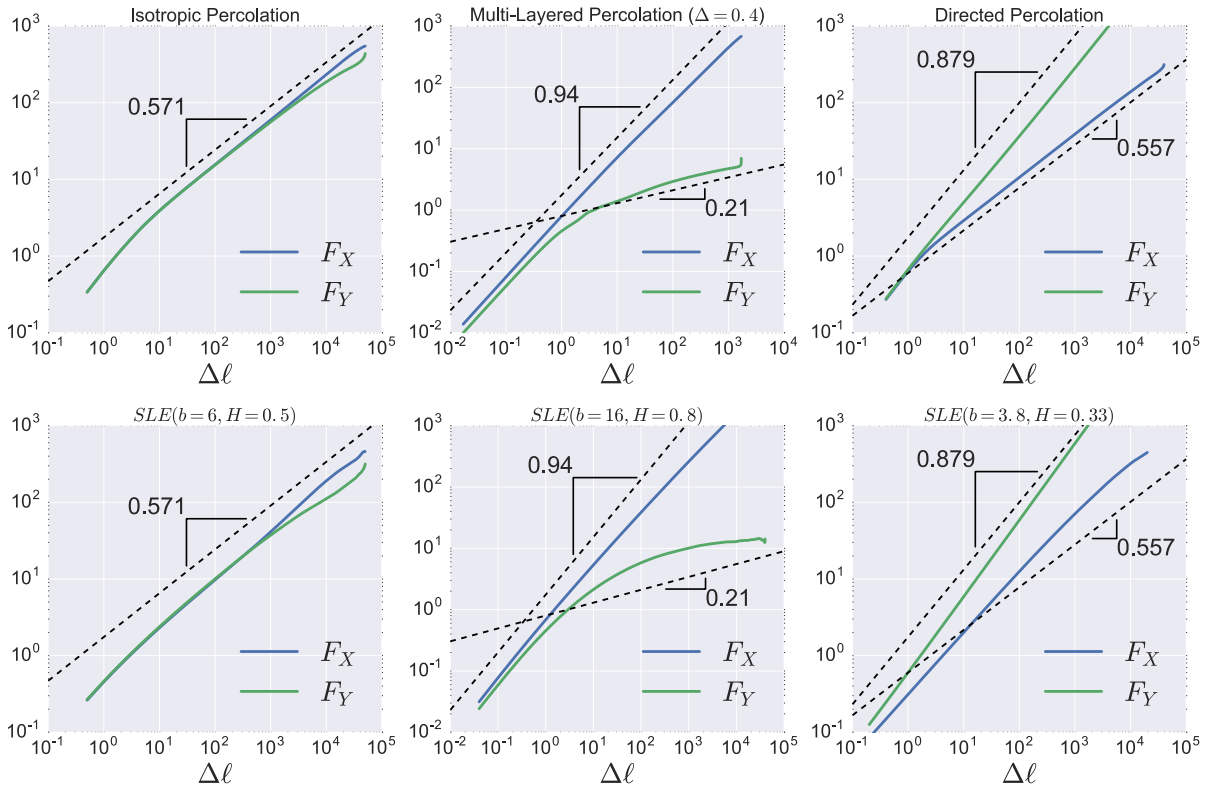 Isotropic Percolation
10^3
10^2
10^1
10^0
10^-1
0.571
F_X
F_Y
10^-1 10^0 10^1 10^2 10^3 10^4 10^5
Δℓ
Multi-Layered Percolation (Δ = 0.4)
10^3
10^2
10^1
10^0
10^-1
10^-2
0.94
0.21
F_X
F_Y
10^-2 10^-1 10^0 10^1 10^2 10^3 10^4
Δℓ
Directed Percolation
10^3
10^2
10^1
10^0
10^-1
0.879
0.557
F_X
F_Y
10^-1 10^0 10^1 10^2 10^3 10^4 10^5
Δℓ
SLE(b = 6, H = 0.5)
10^3
10^2
10^1
10^0
10^-1
0.571
F_X
F_Y
10^-1 10^0 10^1 10^2 10^3 10^4 10^5
Δℓ
SLE(b = 16, H = 0.8)
10^3
10^2
10^1
10^0
10^-1
10^-2
0.94
0.21
F_X
F_Y
10^-2 10^-1 10^0 10^1 10^2 10^3 10^4 10^5
Δℓ
SLE(b = 3.8, H = 0.33)
10^3
10^2
10^1
10^0
10^-1
0.879
0.557
F_X
F_Y
10^-1 10^0 10^1 10^2 10^3 10^4 10^5
Δℓ